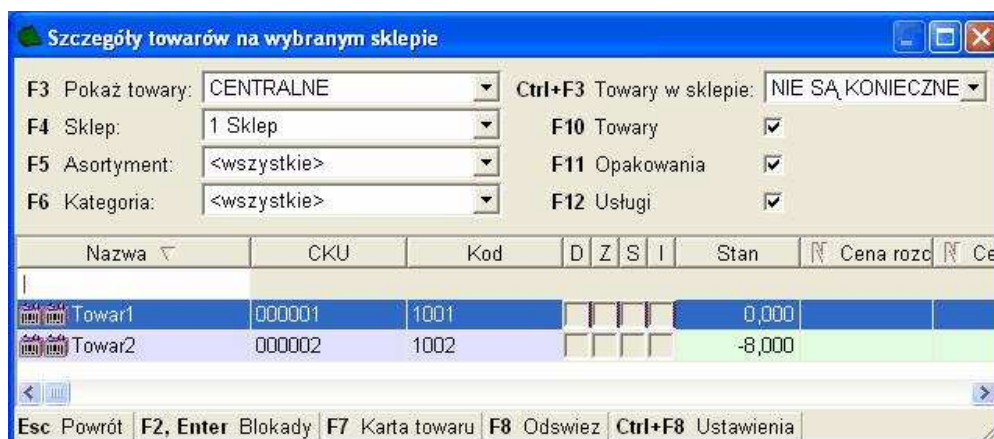 Szczegóły towarów na wybranym sklepie
F3 Pokaż towary: CENTRALNE Ctrl+F3 Towary w sklepie: NIE SĄ KONIECZNE
F4 Sklep: 1 Sklep F10 Towary
F5 Asortyment: <wszystkie> F11 Opakowania
F6 Kategoria: <wszystkie> F12 Usługi
Nazwa CKU Kod D Z S I Stan N Cena rozc N Ce
Towar1 000001 1001 0,000
Towar2 000002 1002 -8,000
Esc Powrót F2, Enter Blokady F7 Karta towaru F8 Odswiez Ctrl+F8 Ustawienia